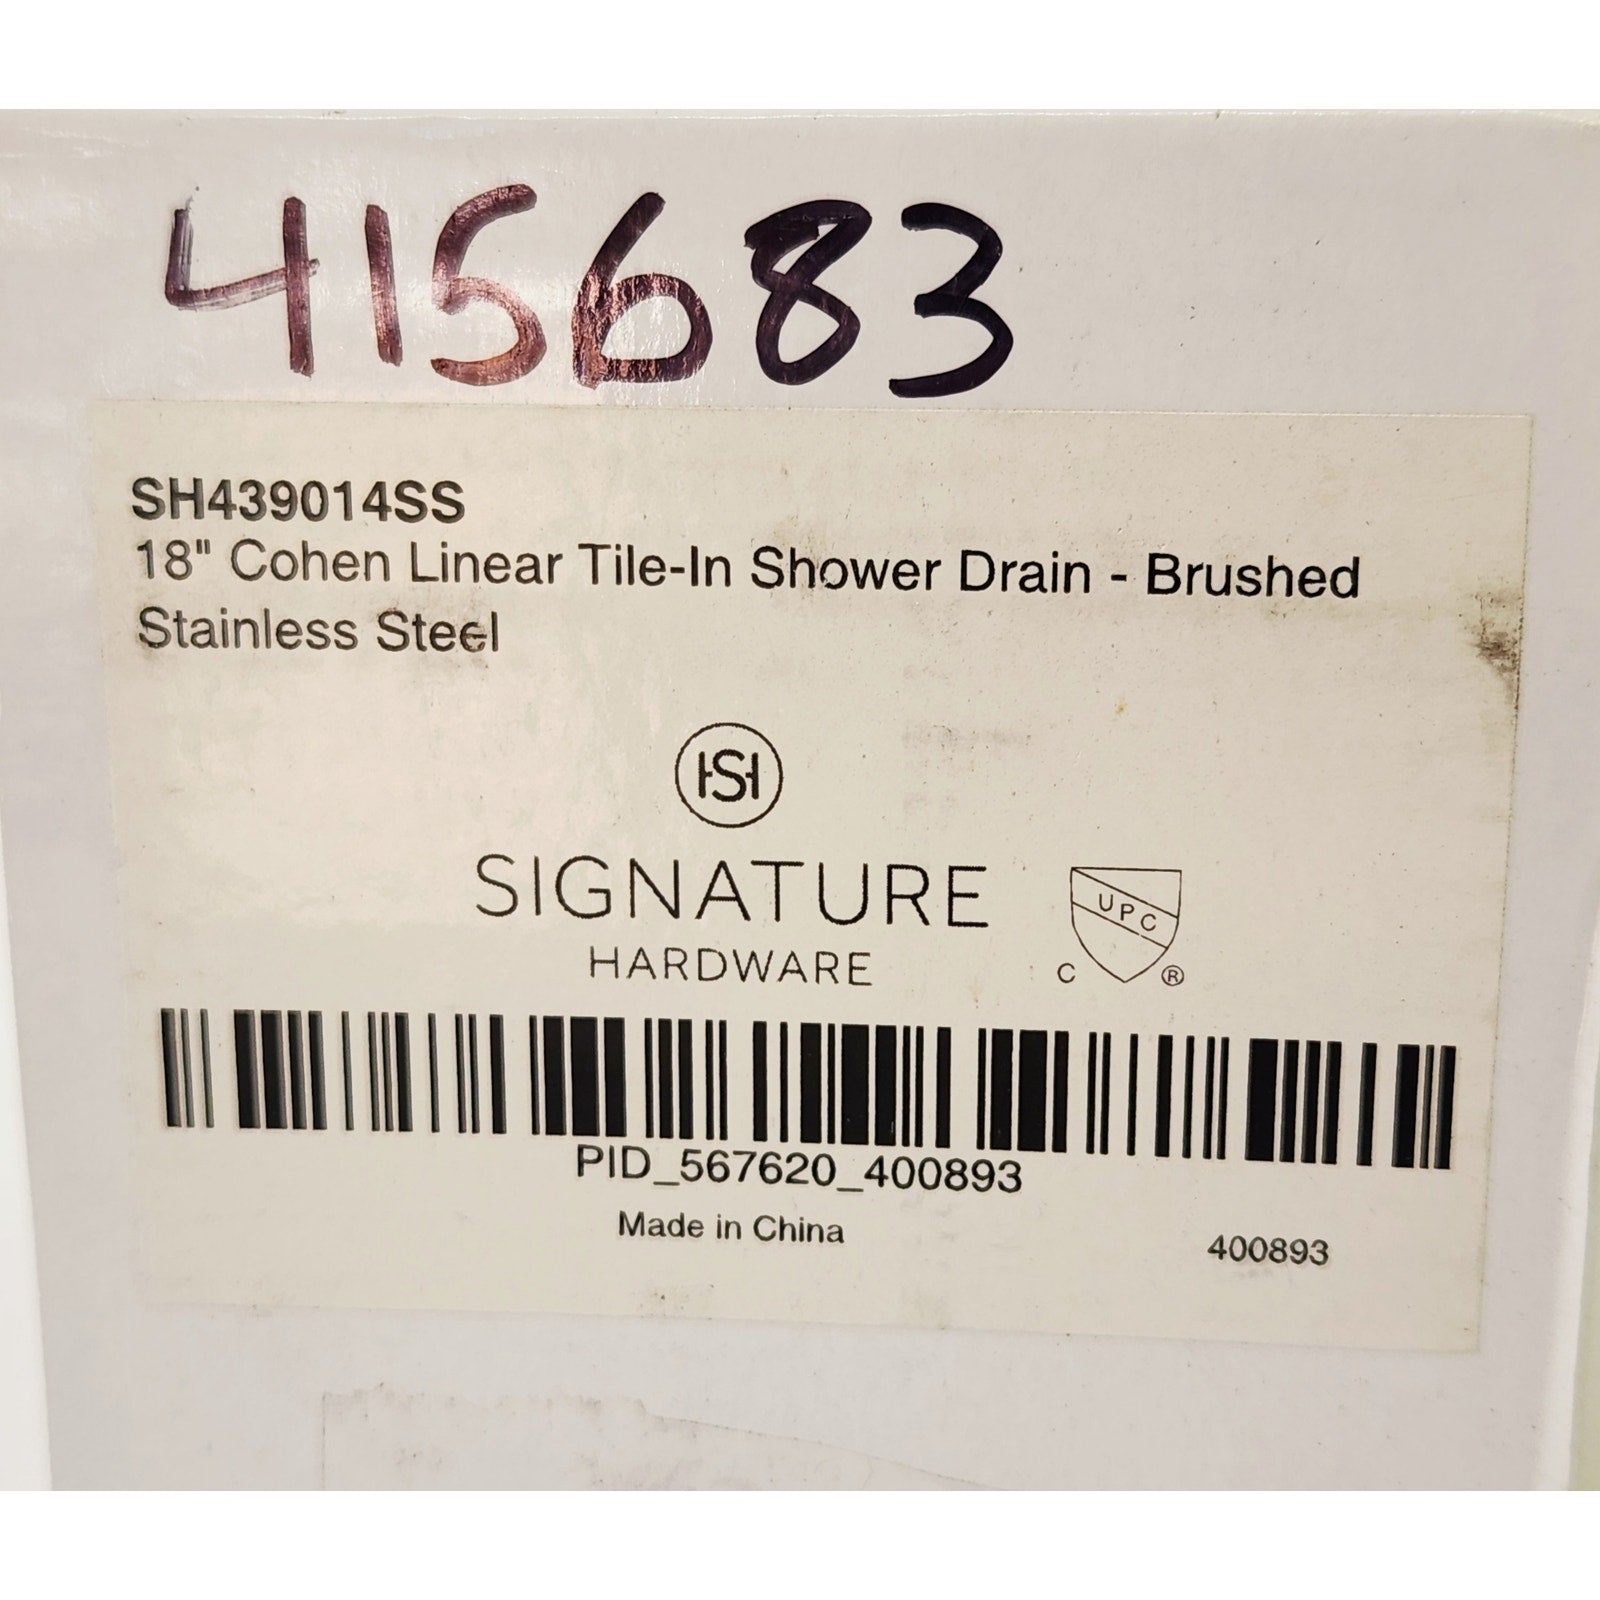 415683
SH439014SS
18" Cohen Linear Tile-In Shower Drain - Brushed
Stainless Steel
HSH
SIGNATURE
HARDWARE
UPC
C ®
PID_567620_400893
Made in China
400893